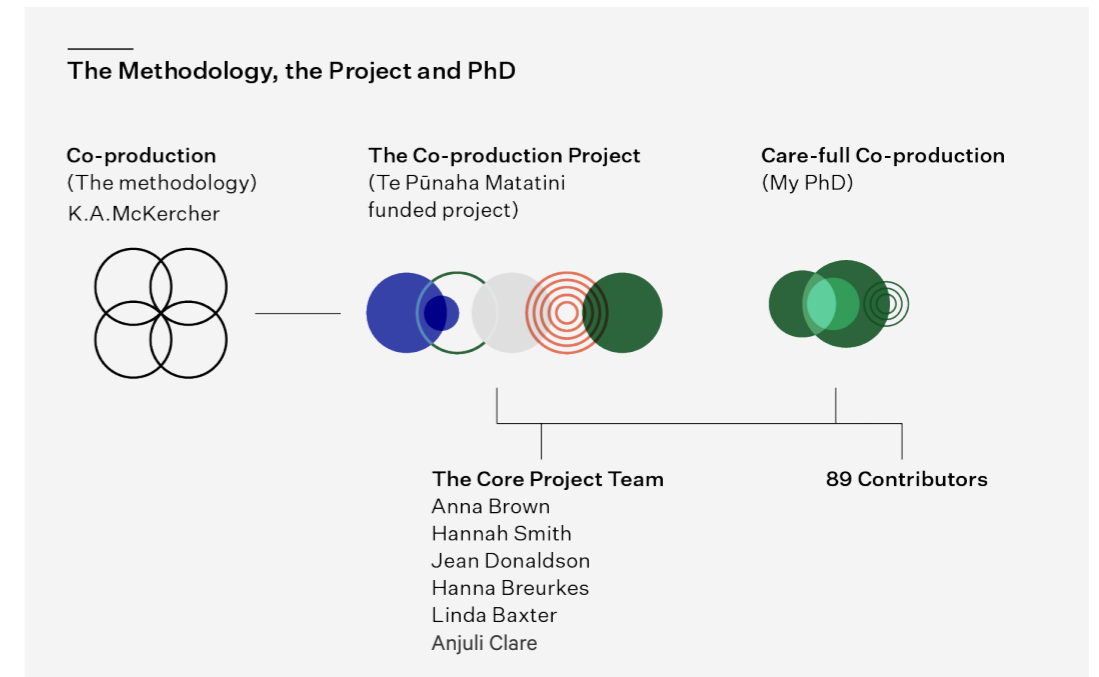 The Methodology, the Project and PhD
Co-production
(The methodology)
K.A.McKercher
The Co-production Project
(Te Pūnaha Matatini
funded project)
Care-full Co-production
(My PhD)
The Core Project Team
Anna Brown
Hannah Smith
Jean Donaldson
Hanna Breurkes
Linda Baxter
Anjuli Clare
89 Contributors